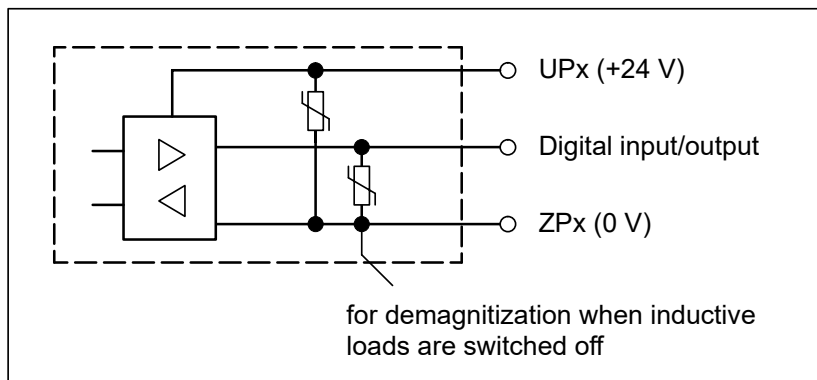 UPx (+24 V)
Digital input/output
ZPx (0 V)
for demagnitization when inductive
loads are switched off